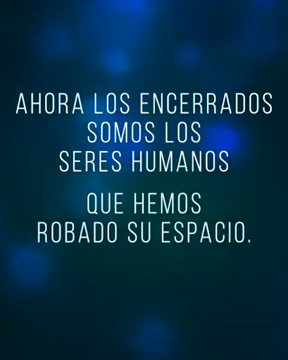 AHORA LOS ENCERRADOS
SOMOS LOS
SERES HUMANOS
QUE HEMOS
ROBADO SU ESPACIO.